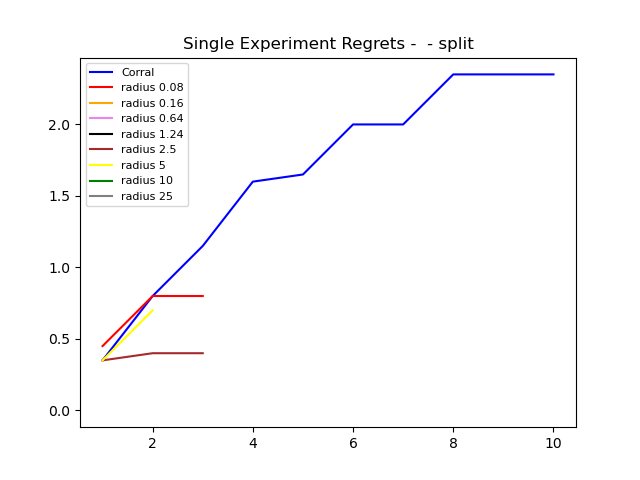 Single Experiment Regrets -  - split
Corral
radius 0.08
radius 0.16
radius 0.64
radius 1.24
radius 2.5
radius 5
radius 10
radius 25
2.0
1.5
1.0
0.5
0.0
2 4 6 8 10